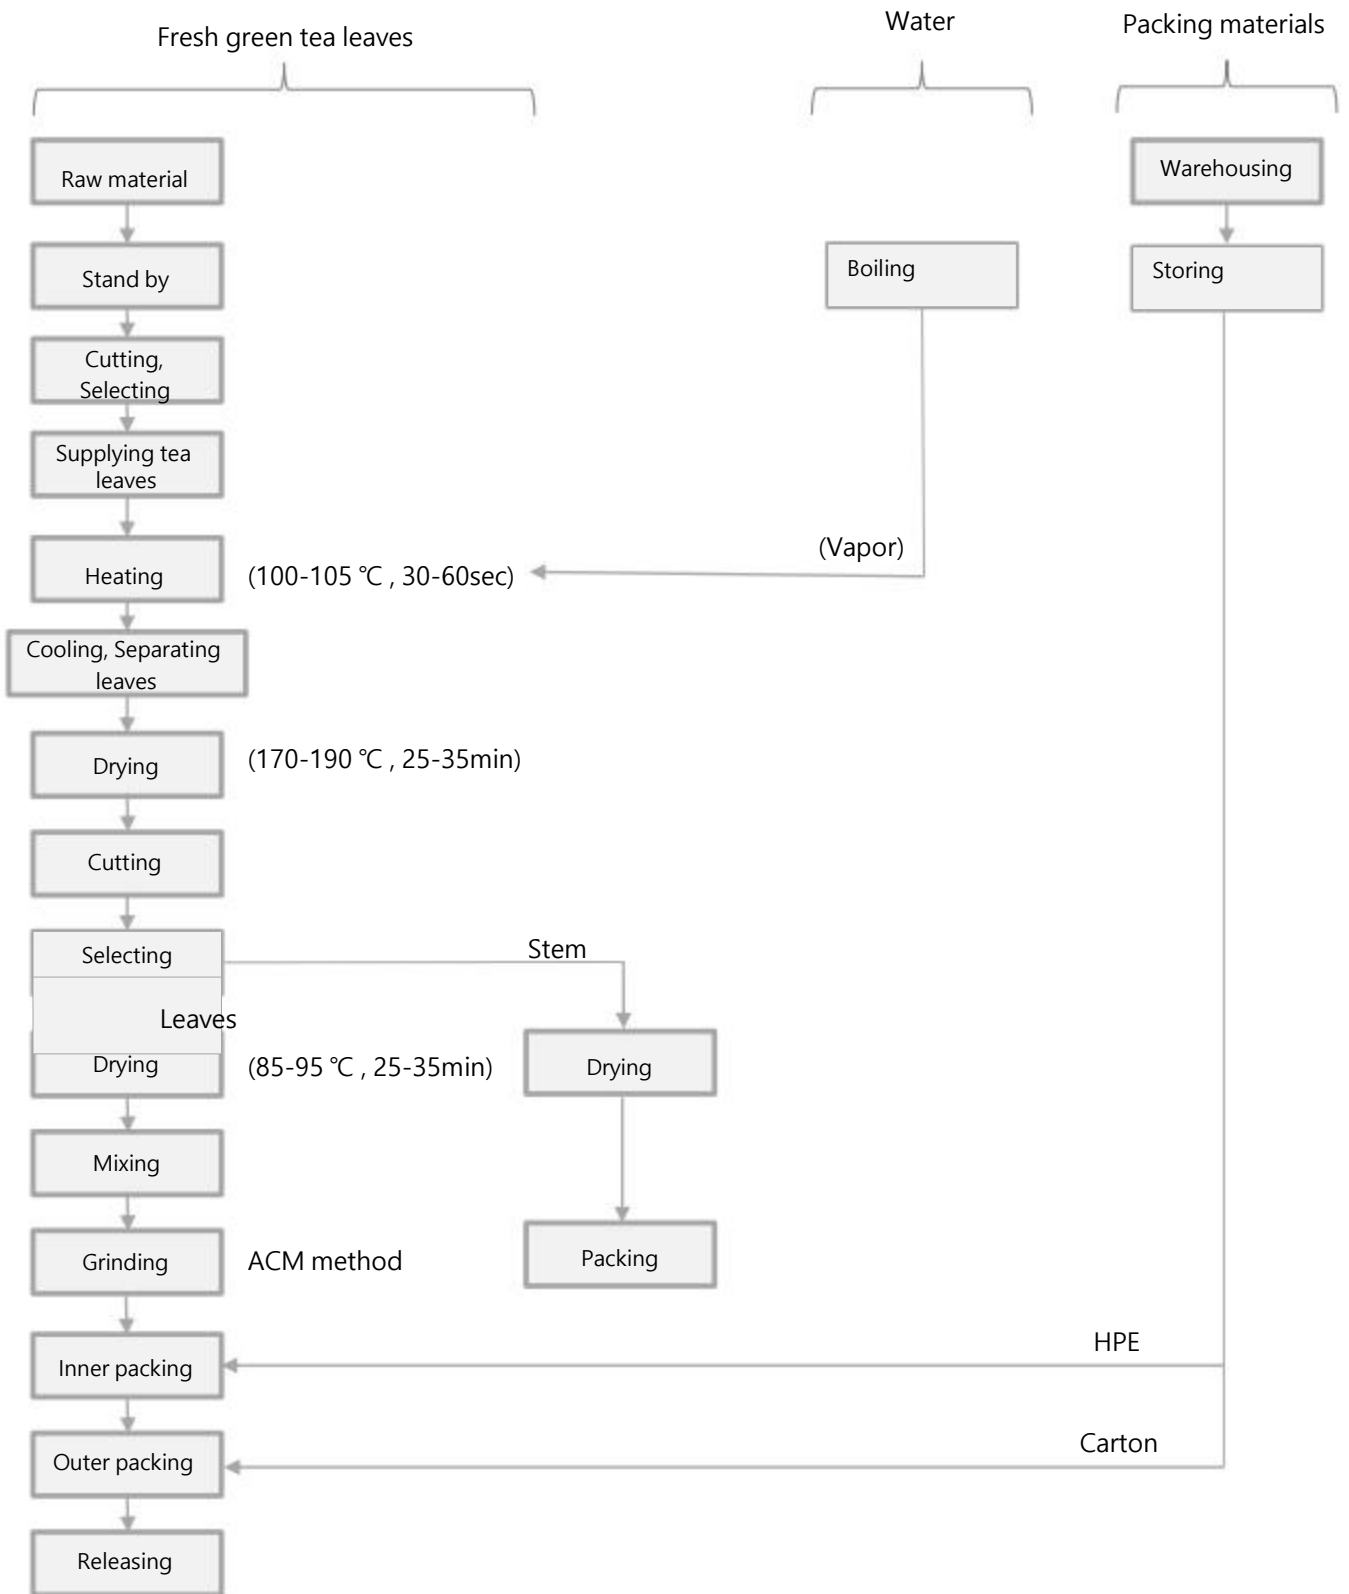 Fresh green tea leaves
Water
Packing materials
Raw material
Warehousing
Stand by
Boiling
Storing
Cutting,
Selecting
Supplying tea
leaves
(Vapor)
Heating
(100-105 ℃ , 30-60sec)
Cooling, Separating
leaves
Drying
(170-190 ℃ , 25-35min)
Cutting
Selecting
Stem
Leaves
Drying
(85-95 ℃ , 25-35min)
Drying
Mixing
Grinding
ACM method
Packing
HPE
Inner packing
Carton
Outer packing
Releasing